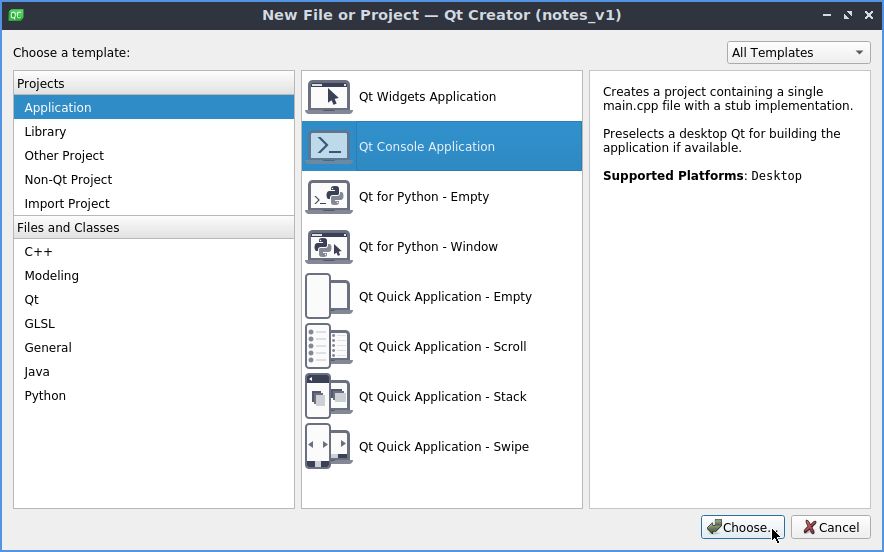 New File or Project — Qt Creator (notes_v1)
Choose a template:
All Templates
Projects
Application
Library
Other Project
Non-Qt Project
Import Project
Files and Classes
C++
Modeling
Qt
GLSL
General
Java
Python
Qt Widgets Application
Qt Console Application
Qt for Python - Empty
Qt for Python - Window
Qt Quick Application - Empty
Qt Quick Application - Scroll
Qt Quick Application - Stack
Qt Quick Application - Swipe
Creates a project containing a single
main.cpp file with a stub implementation.
Preselects a desktop Qt for building the
application if available.
Supported Platforms: Desktop
Choose...
Cancel